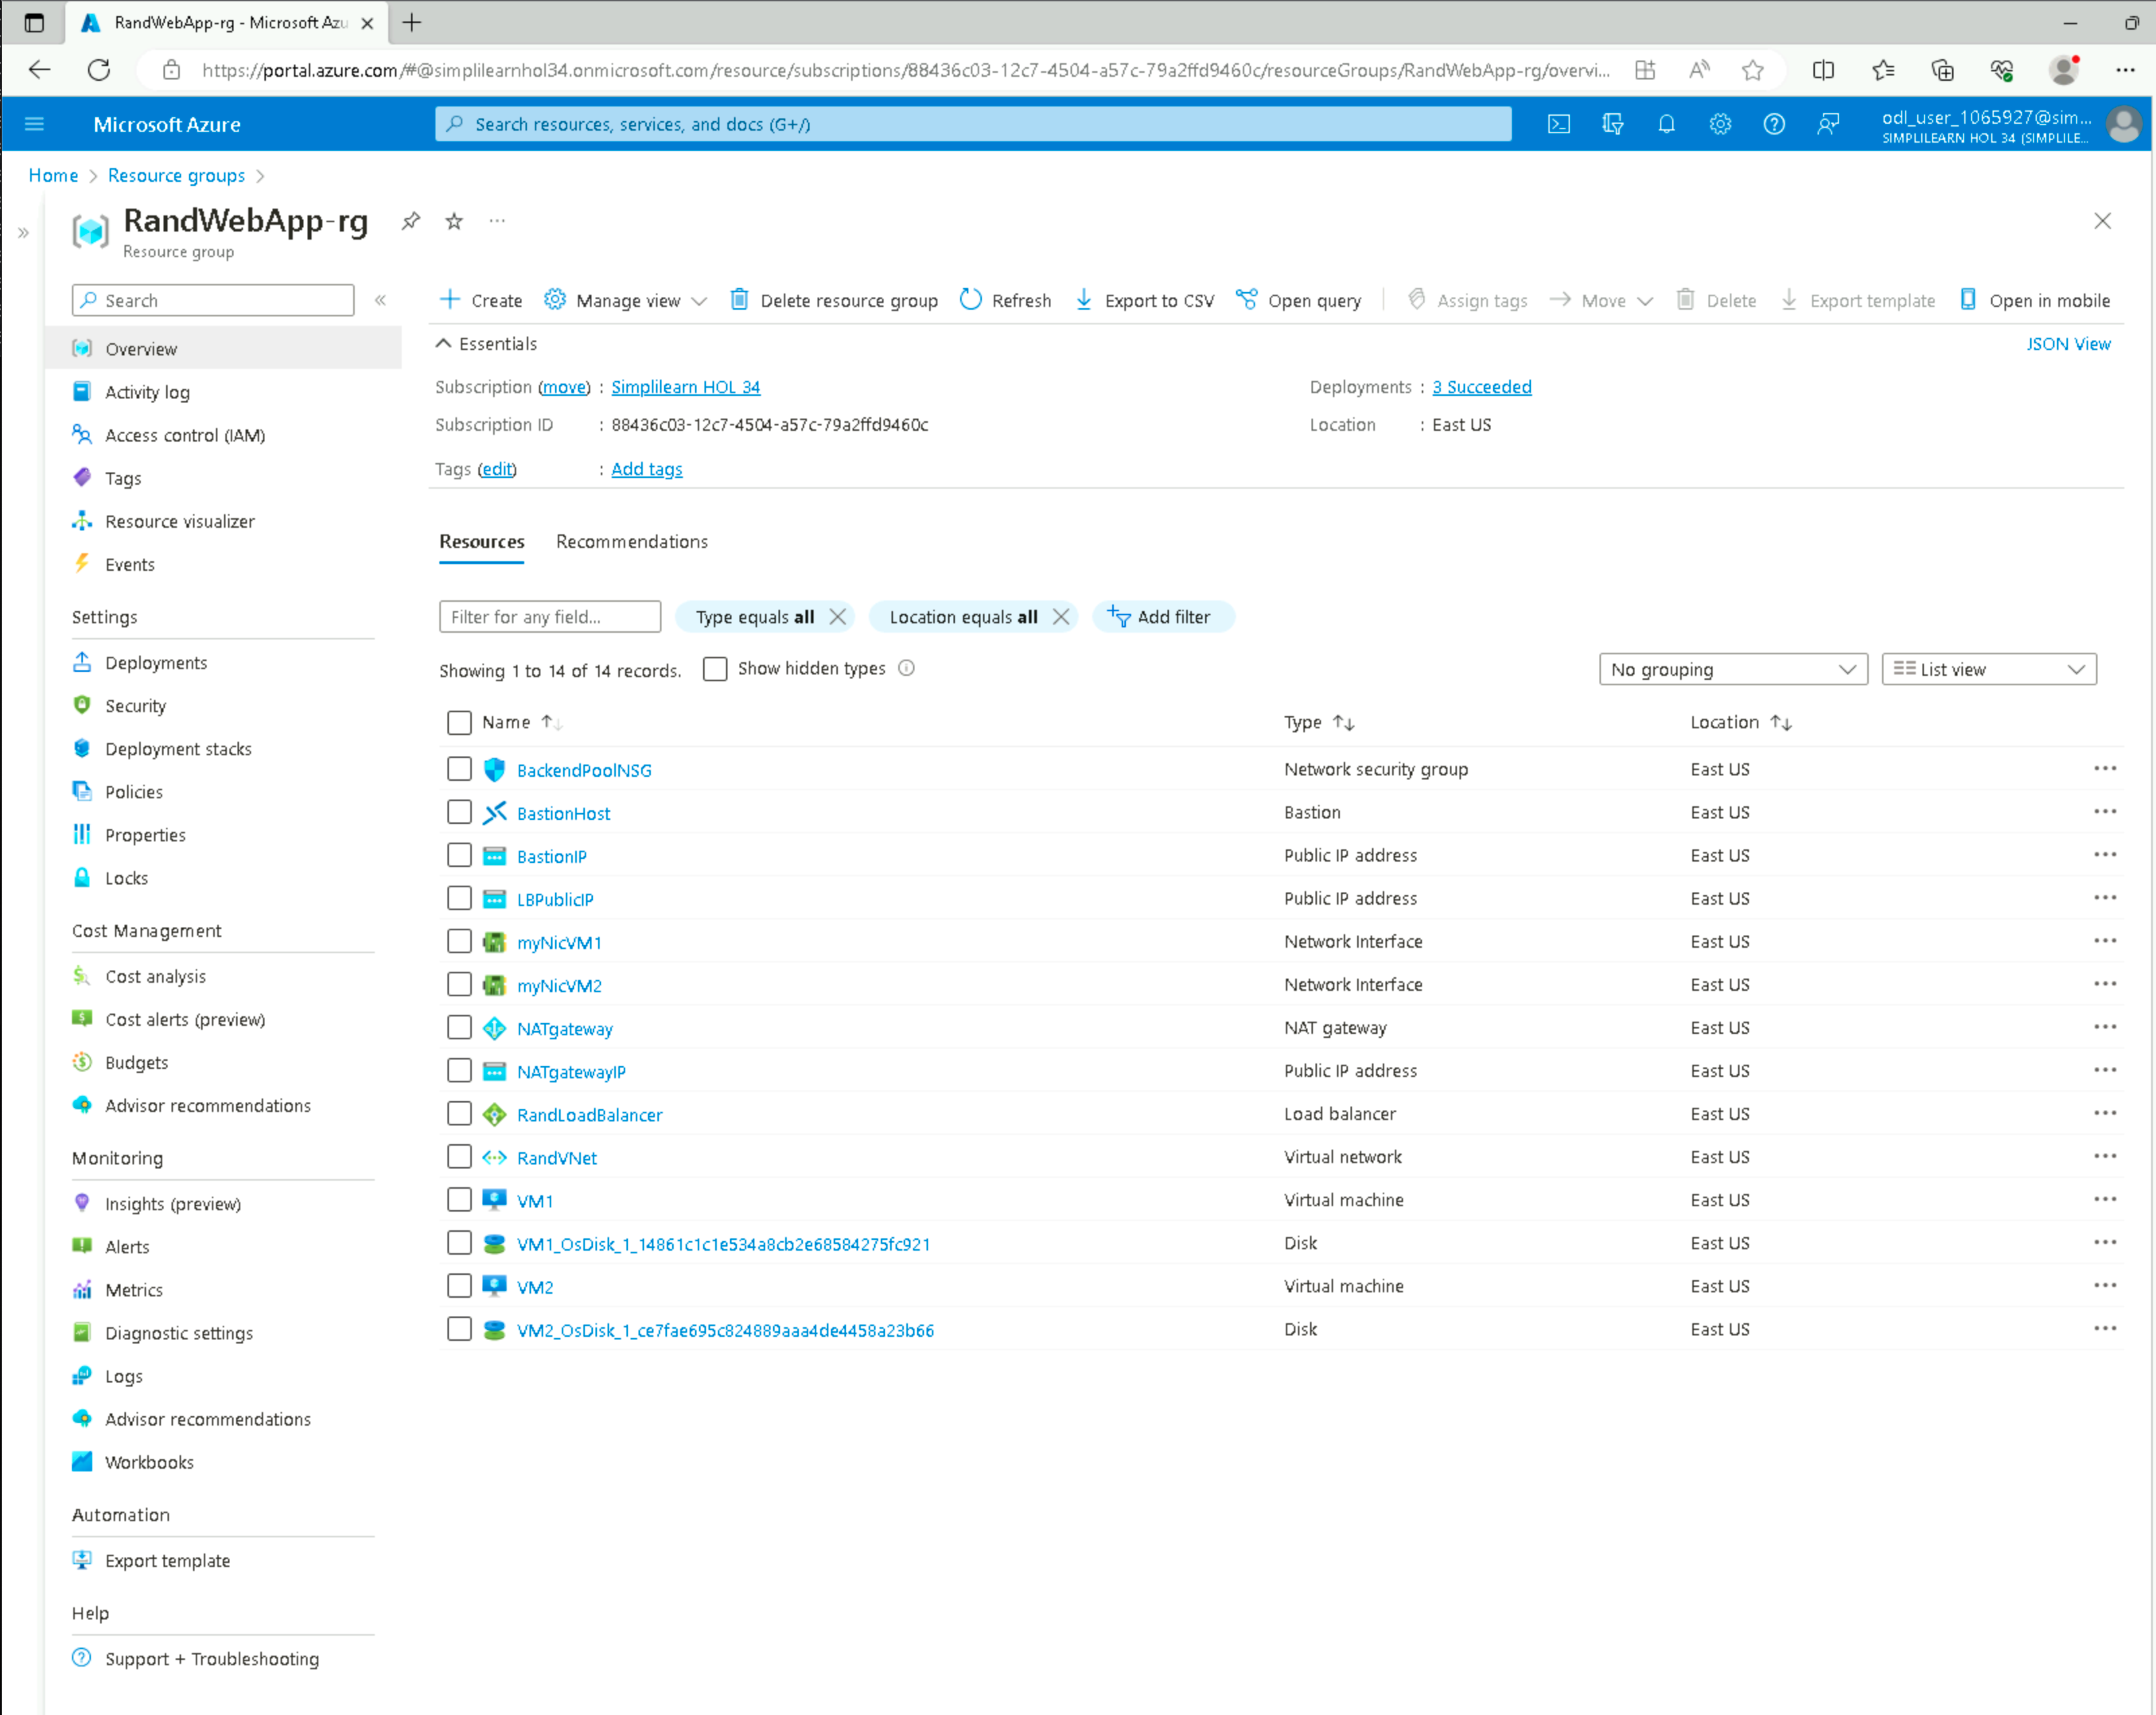 RandWebApp-rg - Microsoft Azu
https://portal.azure.com/#@simplilearnhol34.onmicrosoft.com/resource/subscriptions/88436c03-12c7-4504-a57c-79a2ffd9460c/resourceGroups/RandWebApp-rg/overvi...
Microsoft Azure
Search resources, services, and docs (G+/)
odl_user_1065927@sim...
SIMPLILEARN HOL 34 (SIMPLILE...
Home > Resource groups >
RandWebApp-rg
Resource group
Search
Create Manage view Delete resource group Refresh Export to CSV Open query Assign tags Move Delete Export template Open in mobile
Overview
Activity log
Access control (IAM)
Tags
Resource visualizer
Events
Settings
Deployments
Security
Deployment stacks
Policies
Properties
Locks
Cost Management
Cost analysis
Cost alerts (preview)
Budgets
Advisor recommendations
Monitoring
Insights (preview)
Alerts
Metrics
Diagnostic settings
Logs
Advisor recommendations
Workbooks
Automation
Export template
Help
Support + Troubleshooting
Essentials JSON View
Subscription (move) : Simplilearn HOL 34 Deployments : 3 Succeeded
Subscription ID : 88436c03-12c7-4504-a57c-79a2ffd9460c Location : East US
Tags (edit) : Add tags
Resources Recommendations
Filter for any field... Type equals all Location equals all Add filter
Showing 1 to 14 of 14 records. Show hidden types No grouping List view
Name Type Location
BackendPoolNSG Network security group East US
BastionHost Bastion East US
BastionIP Public IP address East US
LBPublicIP Public IP address East US
myNicVM1 Network Interface East US
myNicVM2 Network Interface East US
NATgateway NAT gateway East US
NATgatewayIP Public IP address East US
RandLoadBalancer Load balancer East US
RandVNet Virtual network East US
VM1 Virtual machine East US
VM1_OsDisk_1_14861c1c1e534a8cb2e68584275fc921 Disk East US
VM2 Virtual machine East US
VM2_OsDisk_1_ce7fae695c824889aaa4de4458a23b66 Disk East US